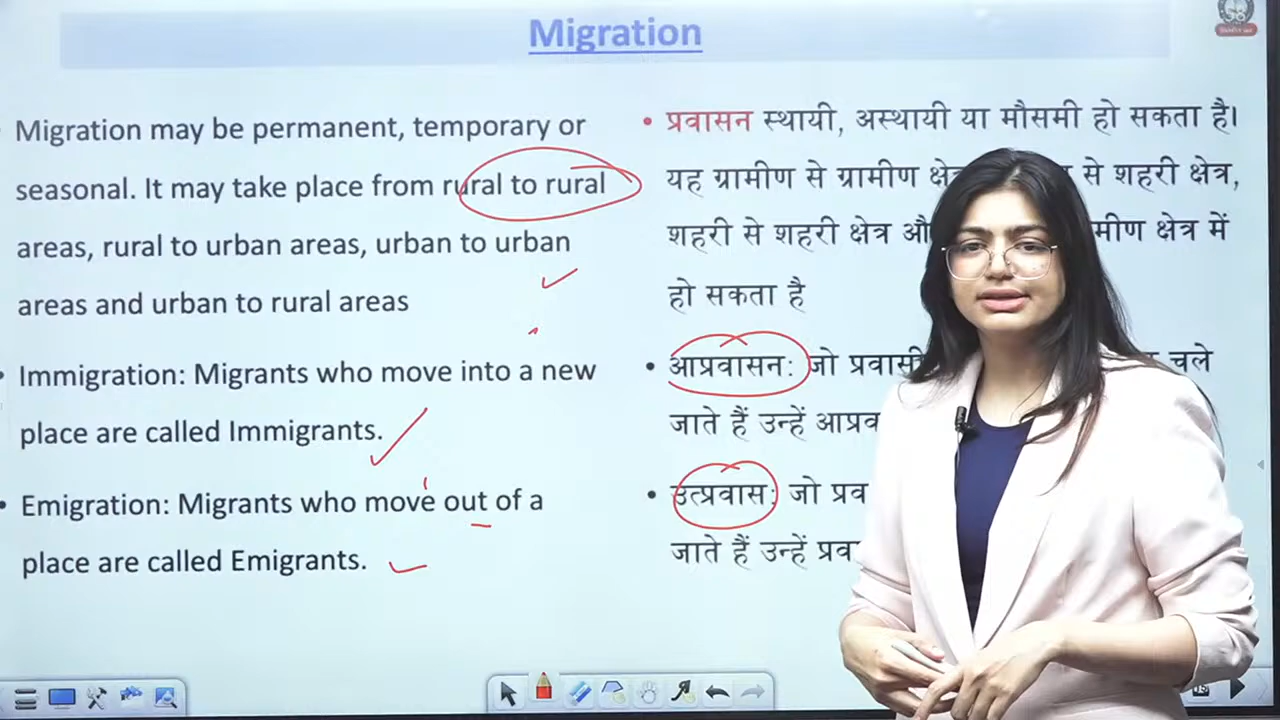 Migration
Migration may be permanent, temporary or
seasonal. It may take place from rural to rural
areas, rural to urban areas, urban to urban
areas and urban to rural areas
Immigration: Migrants who move into a new
place are called Immigrants.
Emigration: Migrants who move out of a
place are called Emigrants.
• प्रवासन स्थायी, अस्थायी या मौसमी हो सकता है।
यह ग्रामीण से ग्रामीण से शहरी क्षेत्र,
शहरी से शहरी क्षेत्र क्षेत्र में
हो सकता है
• आप्रवासन: जो चले
जाते हैं उन्हें
• उत्प्रवास: जो
जाते हैं उन्हें